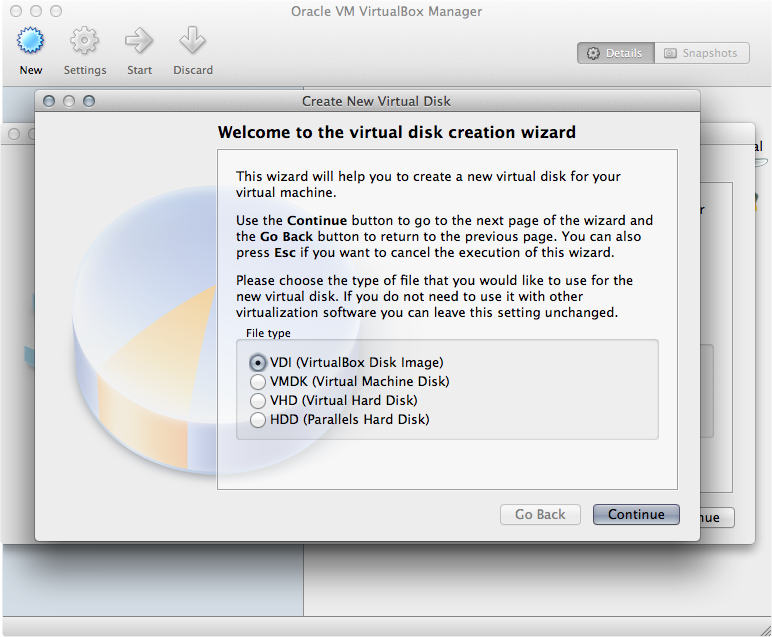 Oracle VM VirtualBox Manager
New Settings Start Discard
Details Snapshots
Create New Virtual Disk
Welcome to the virtual disk creation wizard
This wizard will help you to create a new virtual disk for your
virtual machine.
Use the Continue button to go to the next page of the wizard and
the Go Back button to return to the previous page. You can also
press Esc if you want to cancel the execution of this wizard.
Please choose the type of file that you would like to use for the
new virtual disk. If you do not need to use it with other
virtualization software you can leave this setting unchanged.
File type
VDI (VirtualBox Disk Image)
VMDK (Virtual Machine Disk)
VHD (Virtual Hard Disk)
HDD (Parallels Hard Disk)
Go Back Continue